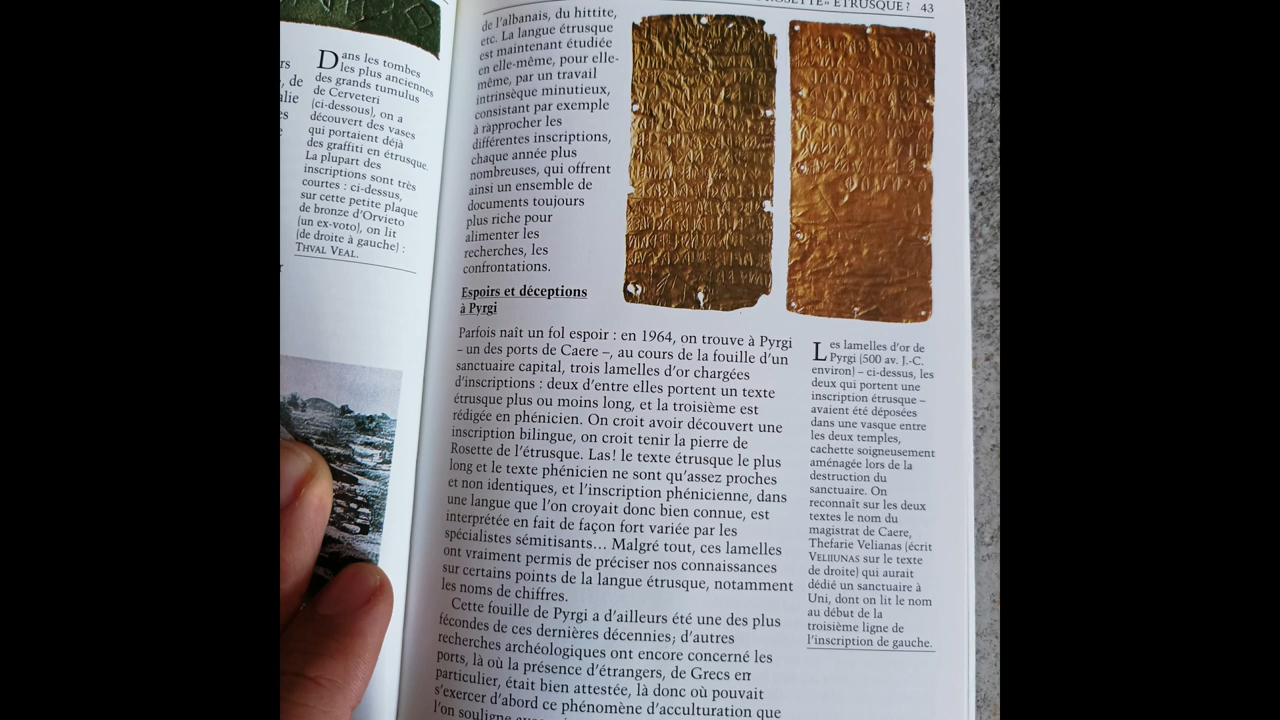 ROSETTE» ÉTRUSQUE? 43
rs
, de
alie
es
e
r
Dans les tombes
les plus anciennes
des grands tumulus
de Cerveteri
(ci-dessous), on a
découvert des vases
qui portaient déjà
des graffiti en étrusque.
La plupart des
inscriptions sont très
courtes : ci-dessus,
sur cette petite plaque
de bronze d'Orvieto
(un ex-voto), on lit
(de droite à gauche) :
THVAL VEAL.
de l'albanais, du hittite,
etc. La langue étrusque
est maintenant étudiée
en elle-même, pour elle-
même, par un travail
intrinsèque minutieux,
consistant par exemple
à rapprocher les
différentes inscriptions,
chaque année plus
nombreuses, qui offrent
ainsi un ensemble de
documents toujours
plus riche pour
alimenter les
recherches, les
confrontations.
Espoirs et déceptions
à Pyrgi
Parfois naît un fol espoir : en 1964, on trouve à Pyrgi
– un des ports de Caere –, au cours de la fouille d'un
sanctuaire capital, trois lamelles d'or chargées
d'inscriptions : deux d'entre elles portent un texte
étrusque plus ou moins long, et la troisième est
rédigée en phénicien. On croit avoir découvert une
inscription bilingue, on croit tenir la pierre de
Rosette de l'étrusque. Las! le texte étrusque le plus
long et le texte phénicien ne sont qu'assez proches
et non identiques, et l'inscription phénicienne, dans
une langue que l'on croyait donc bien connue, est
interprétée en fait de façon fort variée par les
spécialistes sémitisants... Malgré tout, ces lamelles
ont vraiment permis de préciser nos connaissances
sur certains points de la langue étrusque, notamment
les noms de chiffres.
Cette fouille de Pyrgi a d'ailleurs été une des plus
fécondes de ces dernières décennies; d'autres
recherches archéologiques ont encore concerné les
ports, là où la présence d'étrangers, de Grecs en
particulier, était bien attestée, là donc où pouvait
s'exercer d'abord ce phénomène d'acculturation que
l'on souligne
Les lamelles d'or de
Pyrgi (500 av. J.-C.
environ) – ci-dessus, les
deux qui portent une
inscription étrusque –
avaient été déposées
dans une vasque entre
les deux temples,
cachette soigneusement
aménagée lors de la
destruction du
sanctuaire. On
reconnaît sur les deux
textes le nom du
magistrat de Caere,
Thefarie Velianas (écrit
VELIIUNAS sur le texte
de droite) qui aurait
dédié un sanctuaire à
Uni, dont on lit le nom
au début de la
troisième ligne de
l'inscription de gauche.